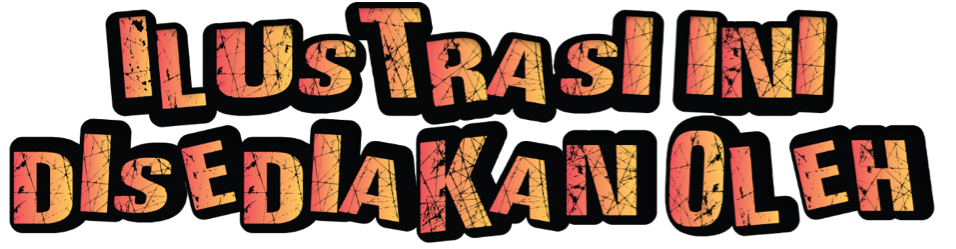 ILUSTRASI INI
DISEDIAKAN OLEH